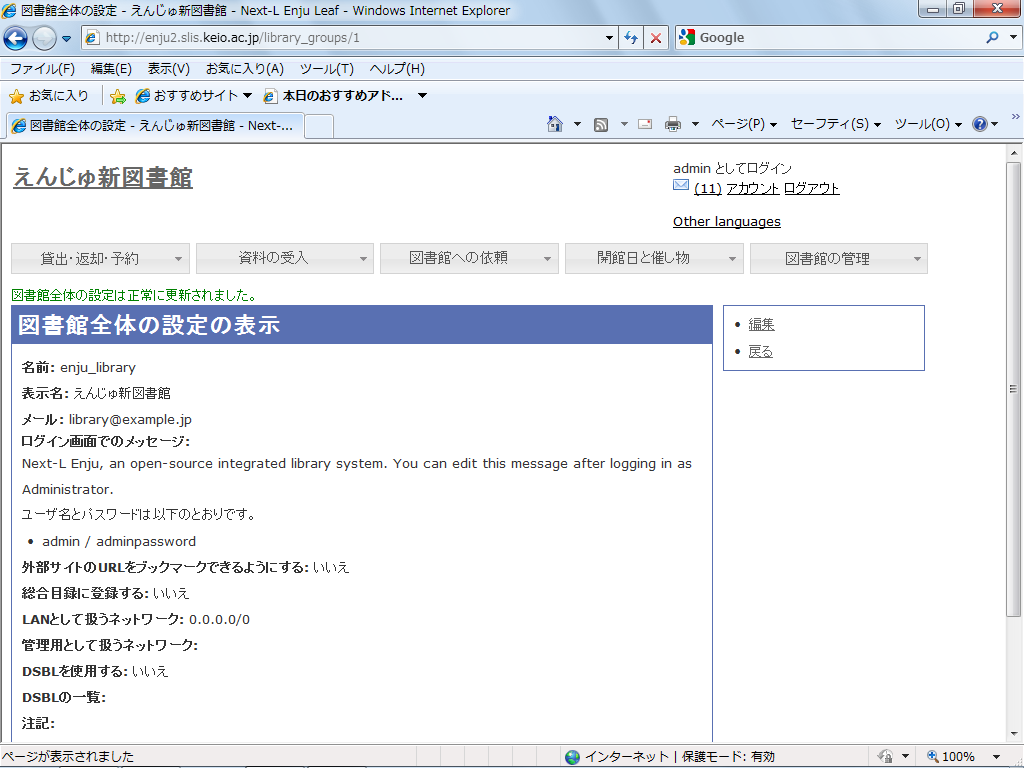 図書館全体の設定 - えんじゅ新図書館 - Next-L Enju Leaf - Windows Internet Explorer
http://enju2.slis.keio.ac.jp/library_groups/1
Google
ファイル(F) 編集(E) 表示(V) お気に入り(A) ツール(T) ヘルプ(H)
お気に入り おすすめサイト 本日のおすすめアド...
図書館全体の設定 - えんじゅ新図書館 - Next-... ページ(P) セーフティ(S) ツール(O) »
えんじゅ新図書館
admin としてログイン
(11) アカウント ログアウト
Other languages
貸出・返却・予約 資料の受入 図書館への依頼 開館日と催し物 図書館の管理
図書館全体の設定は正常に更新されました。
図書館全体の設定の表示
• 編集
• 戻る
名前: enju_library
表示名: えんじゅ新図書館
メール: library@example.jp
ログイン画面でのメッセージ:
Next-L Enju, an open-source integrated library system. You can edit this message after logging in as
Administrator.
ユーザ名とパスワードは以下のとおりです。
• admin / adminpassword
外部サイトのURLをブックマークできるようにする: いいえ
総合目録に登録する: いいえ
LANとして扱うネットワーク: 0.0.0.0/0
管理用として扱うネットワーク:
DSBLを使用する: いいえ
DSBLの一覧:
注記:
ページが表示されました インターネット | 保護モード: 有効 100%